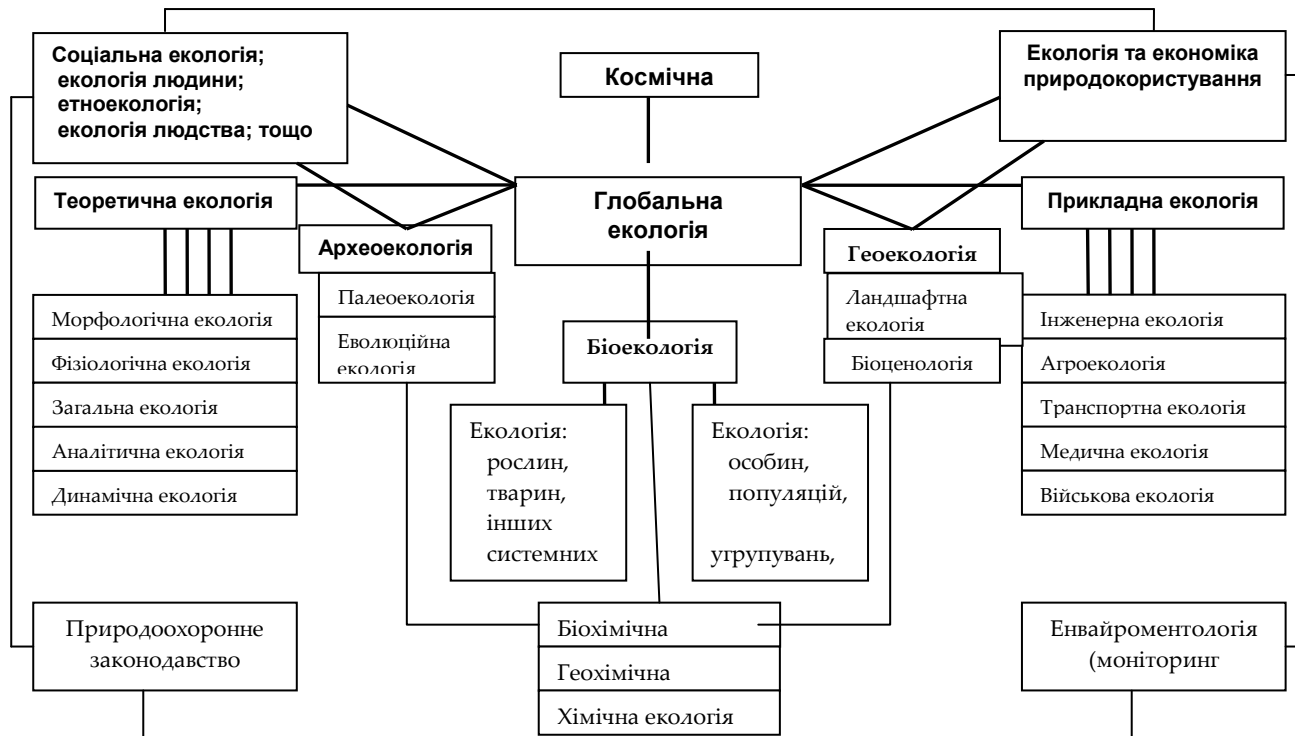 Соціальна екологія;
екологія людини;
етноекологія;
екологія людства; тощо
Космічна
Екологія та економіка
природокористування
Теоретична екологія
Глобальна
екологія
Прикладна екологія
Археоекологія
Палеоекологія
Еволюційна
екологія
Геоекологія
Ландшафтна
екологія
Біоценологія
Біоекологія
Морфологічна екологія
Фізіологічна екологія
Загальна екологія
Аналітична екологія
Динамічна екологія
Екологія:
рослин,
тварин,
інших
системних
Екологія:
особин,
популяцій,
угрупувань,
Інженерна екологія
Агроекологія
Транспортна екологія
Медична екологія
Військова екологія
Природоохоронне
законодавство
Біохімічна
Геохімічна
Хімічна екологія
Енвайроментологія
(моніторинг